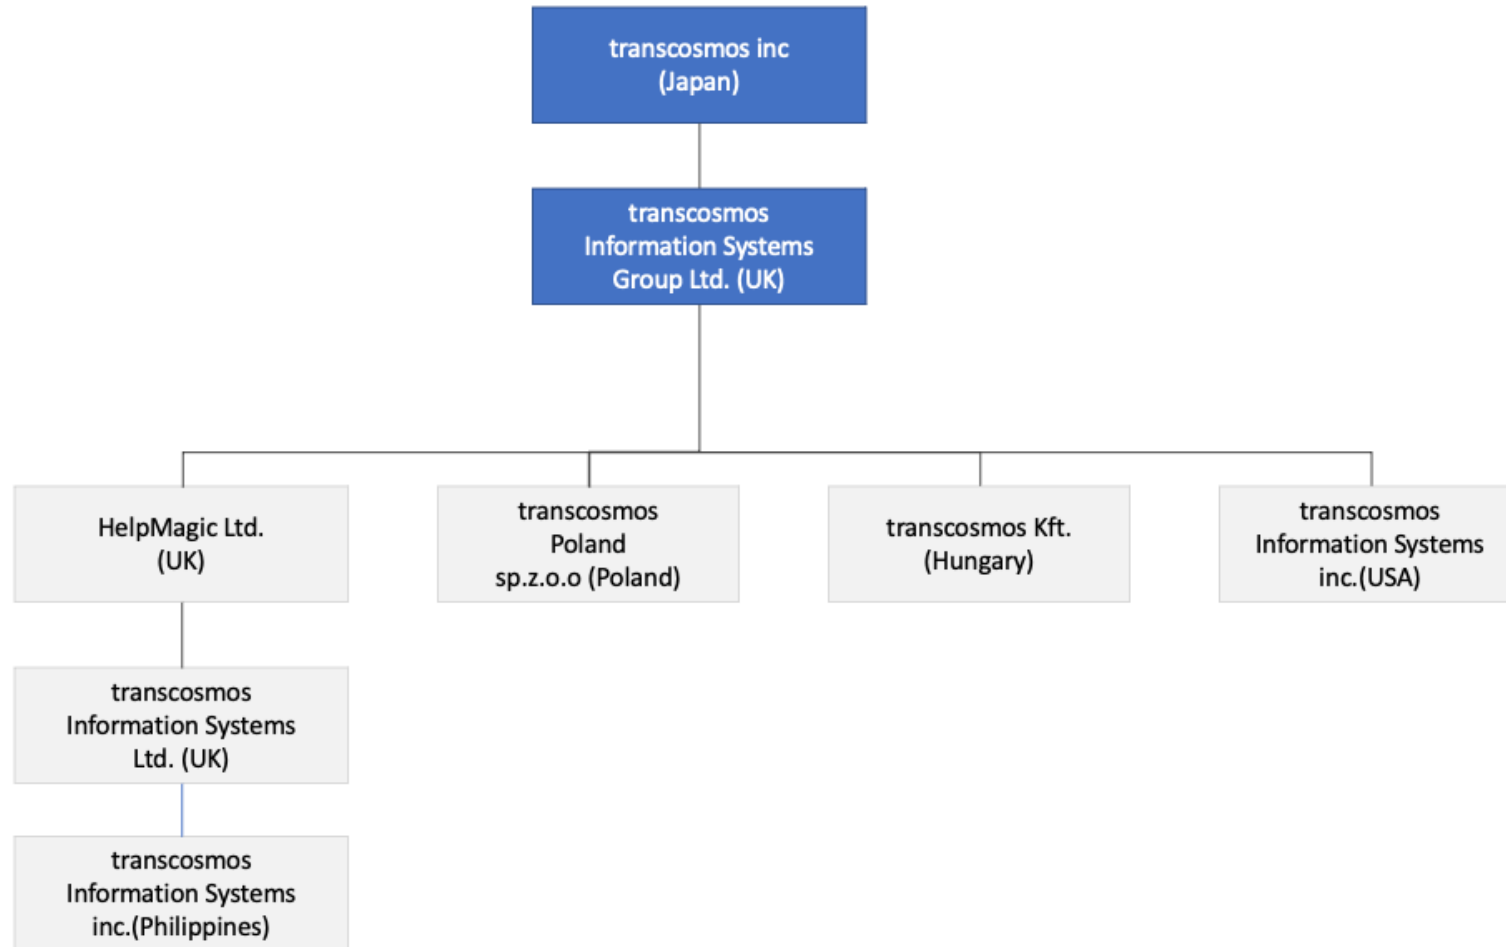 transcosmos inc
(Japan)
transcosmos
Information Systems
Group Ltd. (UK)
HelpMagic Ltd.
(UK)
transcosmos
Poland
sp.z.o.o (Poland)
transcosmos Kft.
(Hungary)
transcosmos
Information Systems
inc.(USA)
transcosmos
Information Systems
Ltd. (UK)
transcosmos
Information Systems
inc.(Philippines)